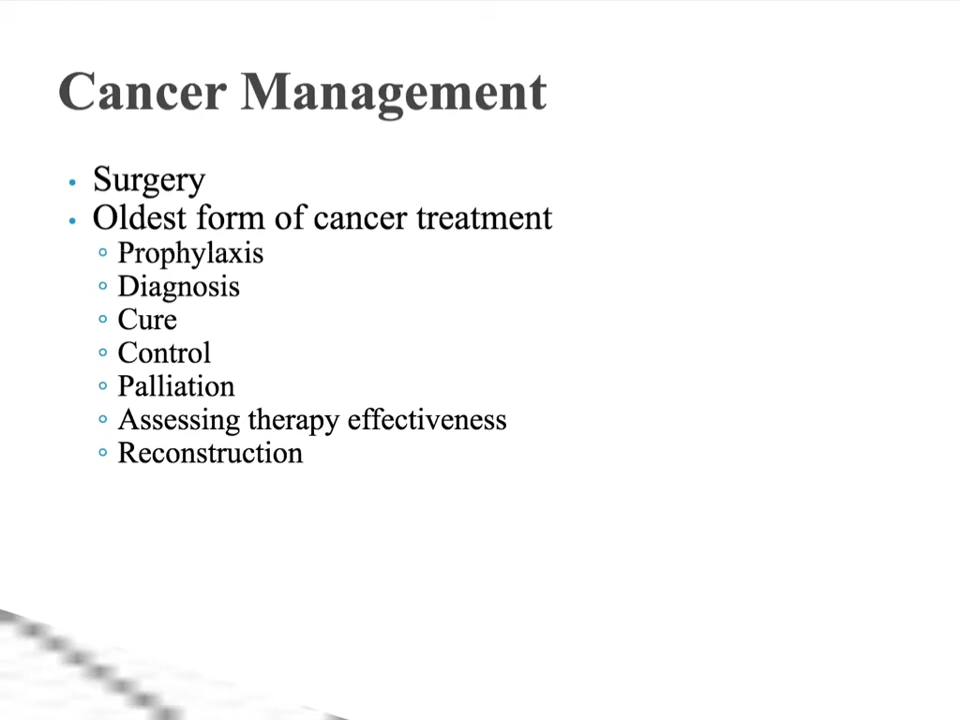 Cancer Management
• Surgery
• Oldest form of cancer treatment
◦ Prophylaxis
◦ Diagnosis
◦ Cure
◦ Control
◦ Palliation
◦ Assessing therapy effectiveness
◦ Reconstruction